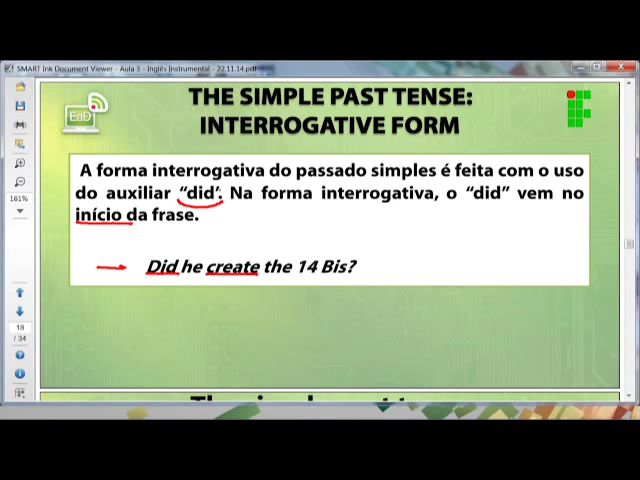 SMART Ink Document Viewer - Aula 3 - Inglês Instrumental - 22.11.14.pdf
EaD
THE SIMPLE PAST TENSE:
INTERROGATIVE FORM
A forma interrogativa do passado simples é feita com o uso
do auxiliar “did”. Na forma interrogativa, o “did” vem no
início da frase.
Did he create the 14 Bis?
161%
18
/ 34